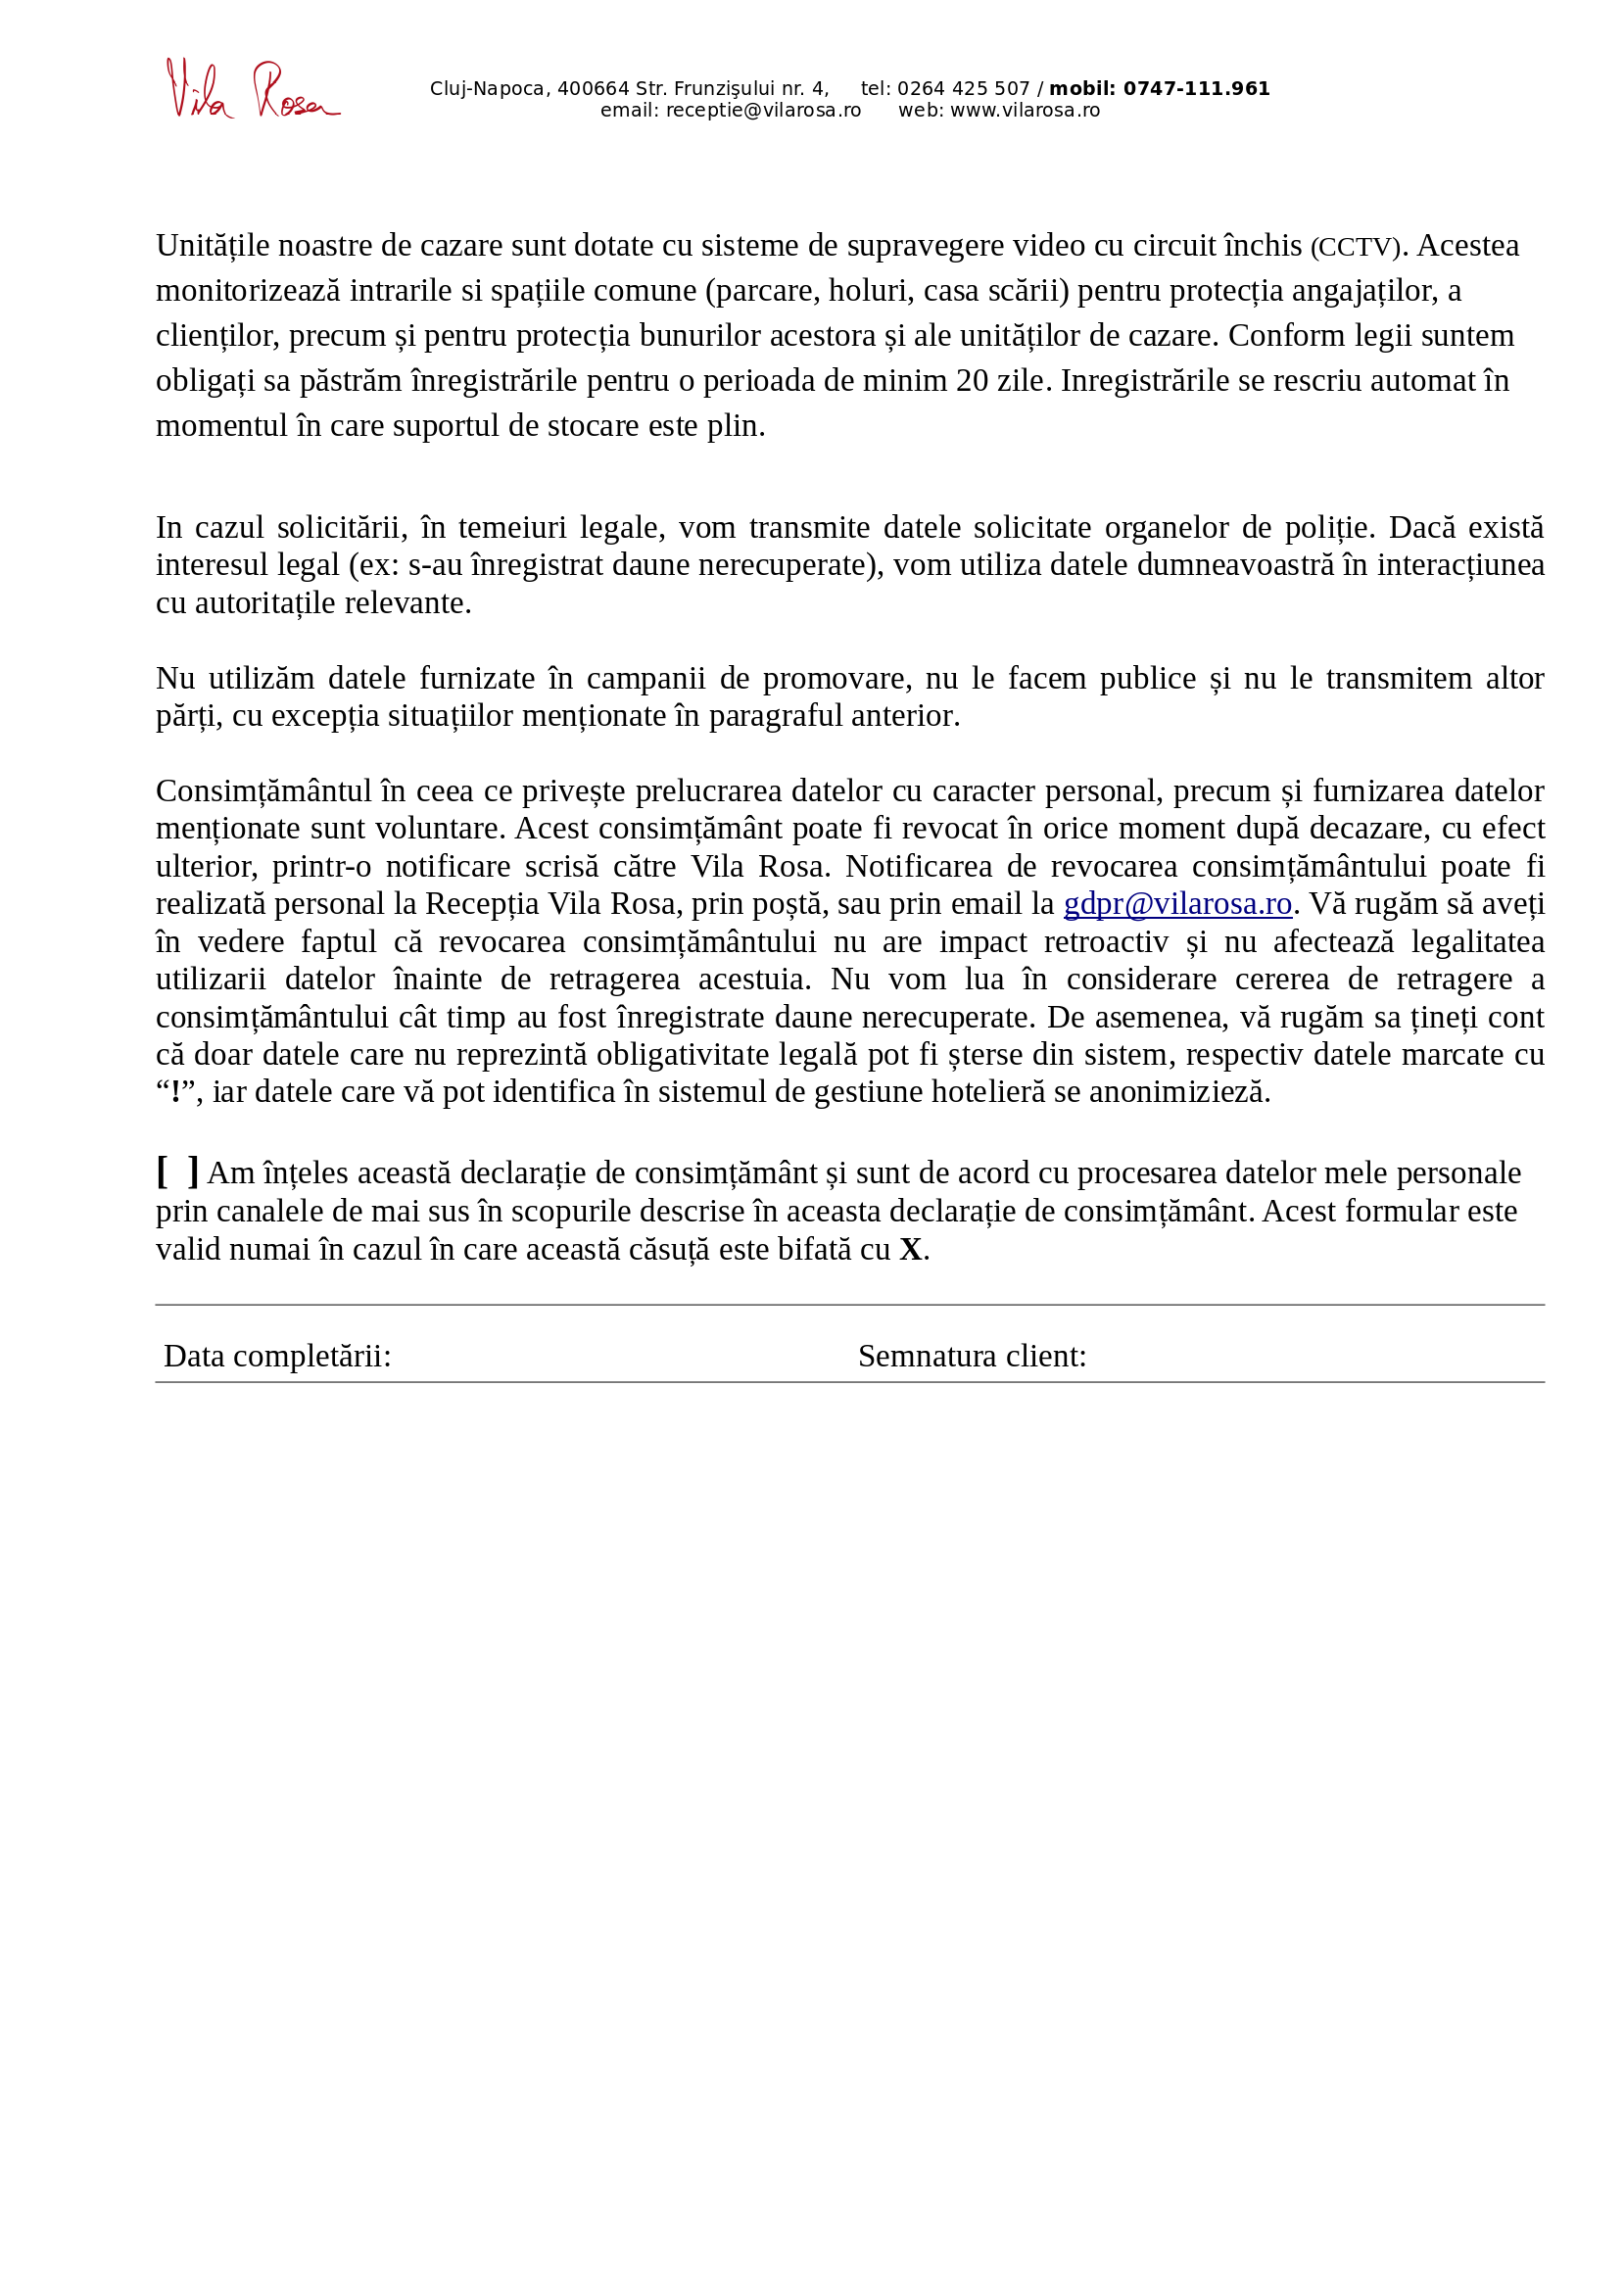 Vila Rosa
Cluj-Napoca, 400664 Str. Frunzişului nr. 4, tel: 0264 425 507 / mobil: 0747-111.961
email: receptie@vilarosa.ro web: www.vilarosa.ro
Unitățile noastre de cazare sunt dotate cu sisteme de supravegere video cu circuit închis (CCTV). Acestea
monitorizează intrarile si spațiile comune (parcare, holuri, casa scării) pentru protecția angajaților, a
clienților, precum și pentru protecția bunurilor acestora și ale unităților de cazare. Conform legii suntem
obligați sa păstrăm înregistrările pentru o perioada de minim 20 zile. Inregistrările se rescriu automat în
momentul în care suportul de stocare este plin.
In cazul solicitării, în temeiuri legale, vom transmite datele solicitate organelor de poliție. Dacă există
interesul legal (ex: s-au înregistrat daune nerecuperate), vom utiliza datele dumneavoastră în interacțiunea
cu autoritațile relevante.
Nu utilizăm datele furnizate în campanii de promovare, nu le facem publice și nu le transmitem altor
părți, cu excepția situațiilor menționate în paragraful anterior.
Consimțământul în ceea ce privește prelucrarea datelor cu caracter personal, precum și furnizarea datelor
menționate sunt voluntare. Acest consimțământ poate fi revocat în orice moment după decazare, cu efect
ulterior, printr-o notificare scrisă către Vila Rosa. Notificarea de revocarea consimțământului poate fi
realizată personal la Recepția Vila Rosa, prin poștă, sau prin email la gdpr@vilarosa.ro. Vă rugăm să aveți
în vedere faptul că revocarea consimțământului nu are impact retroactiv și nu afectează legalitatea
utilizarii datelor înainte de retragerea acestuia. Nu vom lua în considerare cererea de retragere a
consimțământului cât timp au fost înregistrate daune nerecuperate. De asemenea, vă rugăm sa țineți cont
că doar datele care nu reprezintă obligativitate legală pot fi șterse din sistem, respectiv datele marcate cu
“!”, iar datele care vă pot identifica în sistemul de gestiune hotelieră se anonimizieză.
[ ] Am înțeles această declarație de consimțământ și sunt de acord cu procesarea datelor mele personale
prin canalele de mai sus în scopurile descrise în aceasta declarație de consimțământ. Acest formular este
valid numai în cazul în care această căsuță este bifată cu X.
Data completării: Semnatura client: